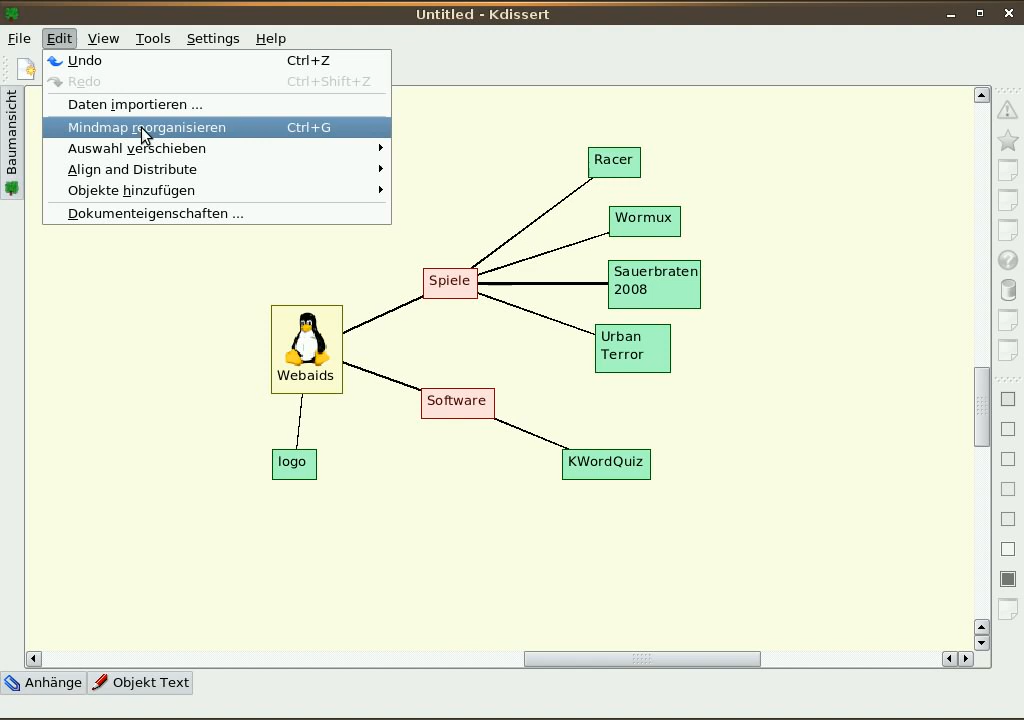 Untitled - Kdissert
File Edit View Tools Settings Help
Undo Ctrl+Z
Redo Ctrl+Shift+Z
Daten importieren ...
Mindmap reorganisieren Ctrl+G
Auswahl verschieben
Align and Distribute
Objekte hinzufügen
Dokumenteigenschaften ...
Baumansicht
Racer
Wormux
Sauerbraten
2008
Spiele
Urban
Terror
Webaids
Software
logo
KWordQuiz
Anhänge Objekt Text